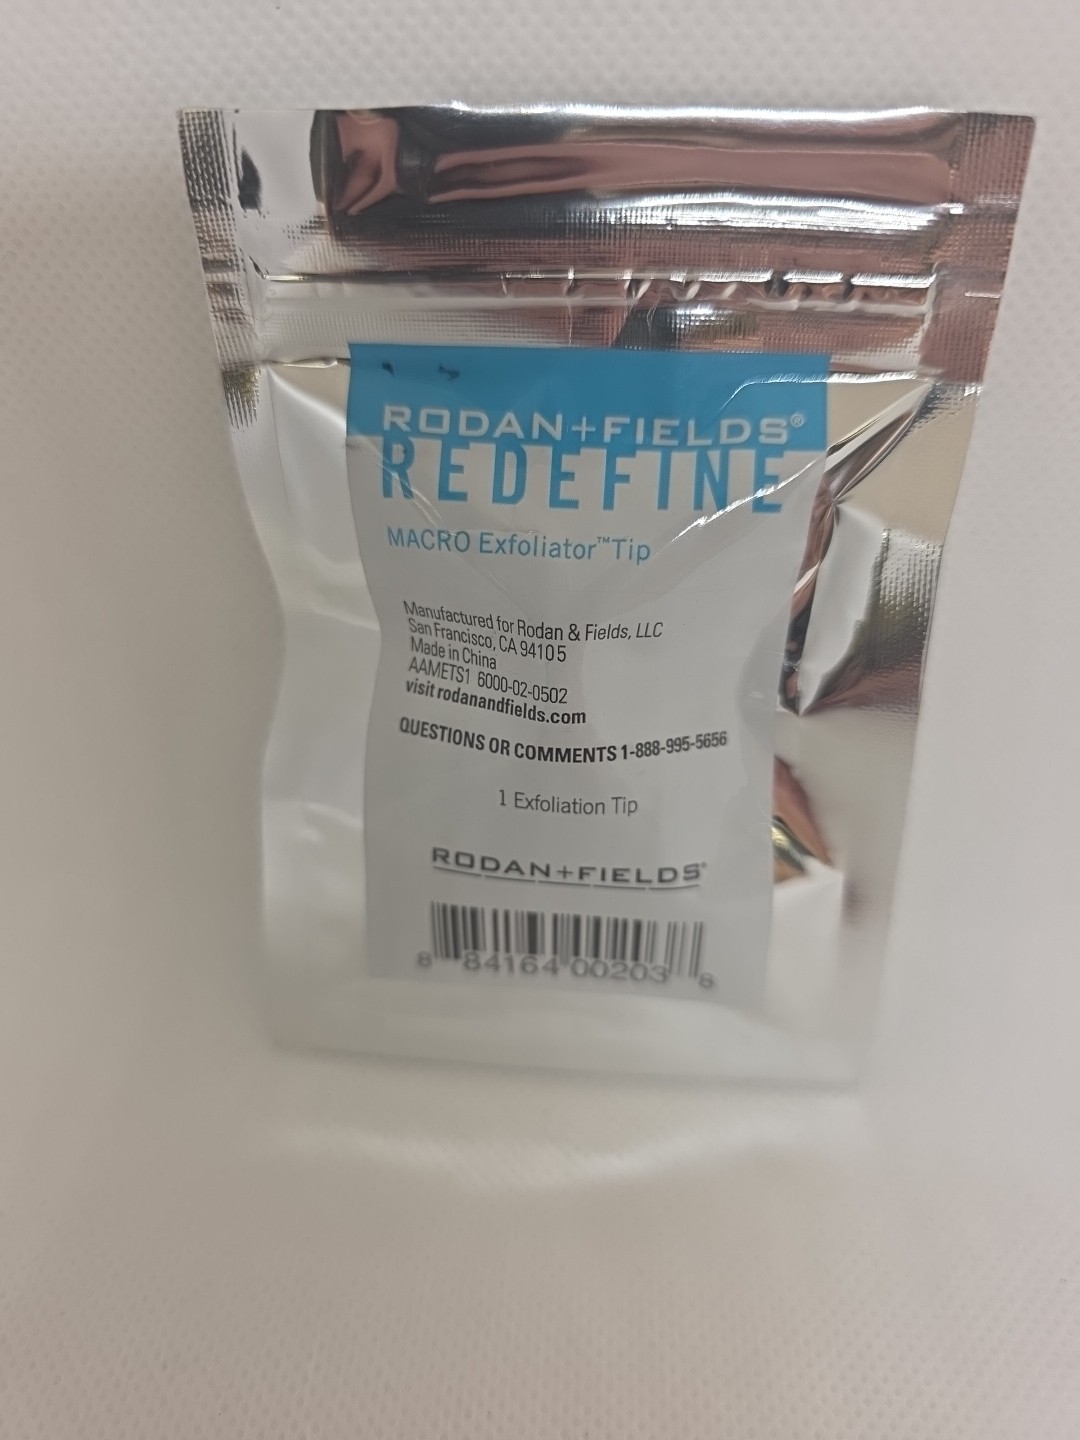 RODAN+FIELDS®
REDEFINE
MACRO Exfoliator™ Tip
Manufactured for Rodan & Fields, LLC
San Francisco, CA 94105
Made in China
AAMETS1 6000-02-0502
visit rodanandfields.com
QUESTIONS OR COMMENTS 1-888-995-5656
1 Exfoliation Tip
RODAN+FIELDS®
8 84164 00203 8